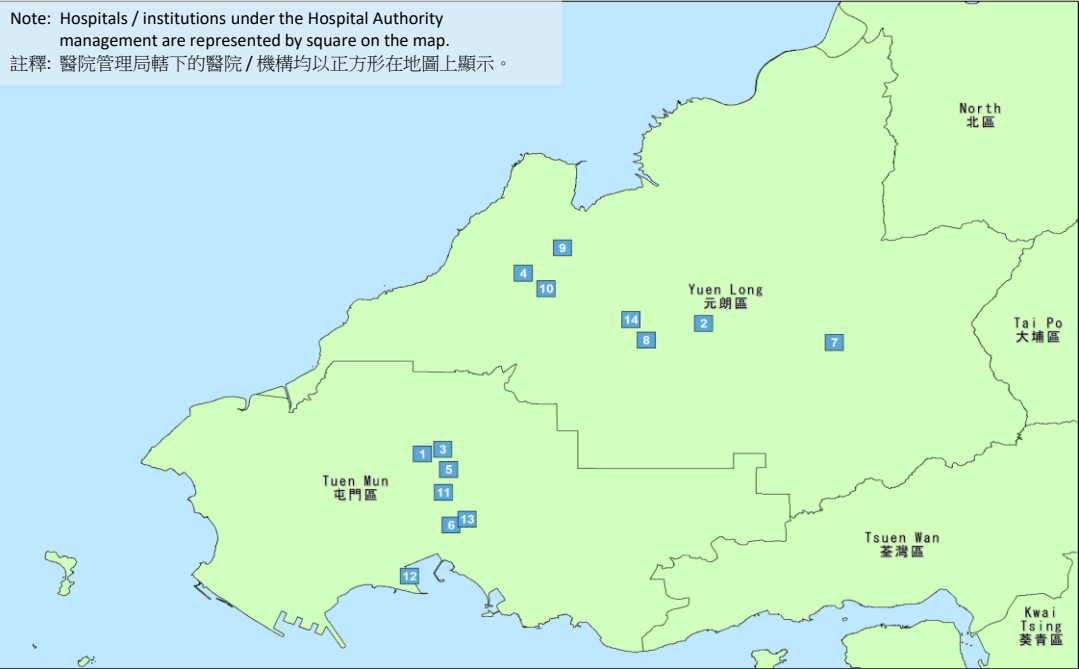 Note: Hospitals / institutions under the Hospital Authority
management are represented by square on the map.
註釋: 醫院管理局轄下的醫院 / 機構均以正方形在地圖上顯示。
North
北區
9
4
10
Yuen Long
元朗區
14
2
8
7
Tai Po
大埔區
1
3
5
Tuen Mun
屯門區
11
6
13
Tsuen Wan
荃灣區
12
Kwai
Tsing
葵青區